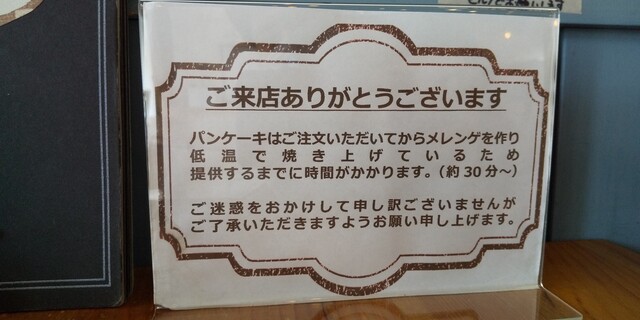 ご来店ありがとうございます
パンケーキはご注文いただいてからメレンゲを作り
低温で焼き上げているため
提供するまでに時間がかかります。（約30分〜）
ご迷惑をおかけして申し訳ございませんが
ご了承いただきますようお願い申し上げます。